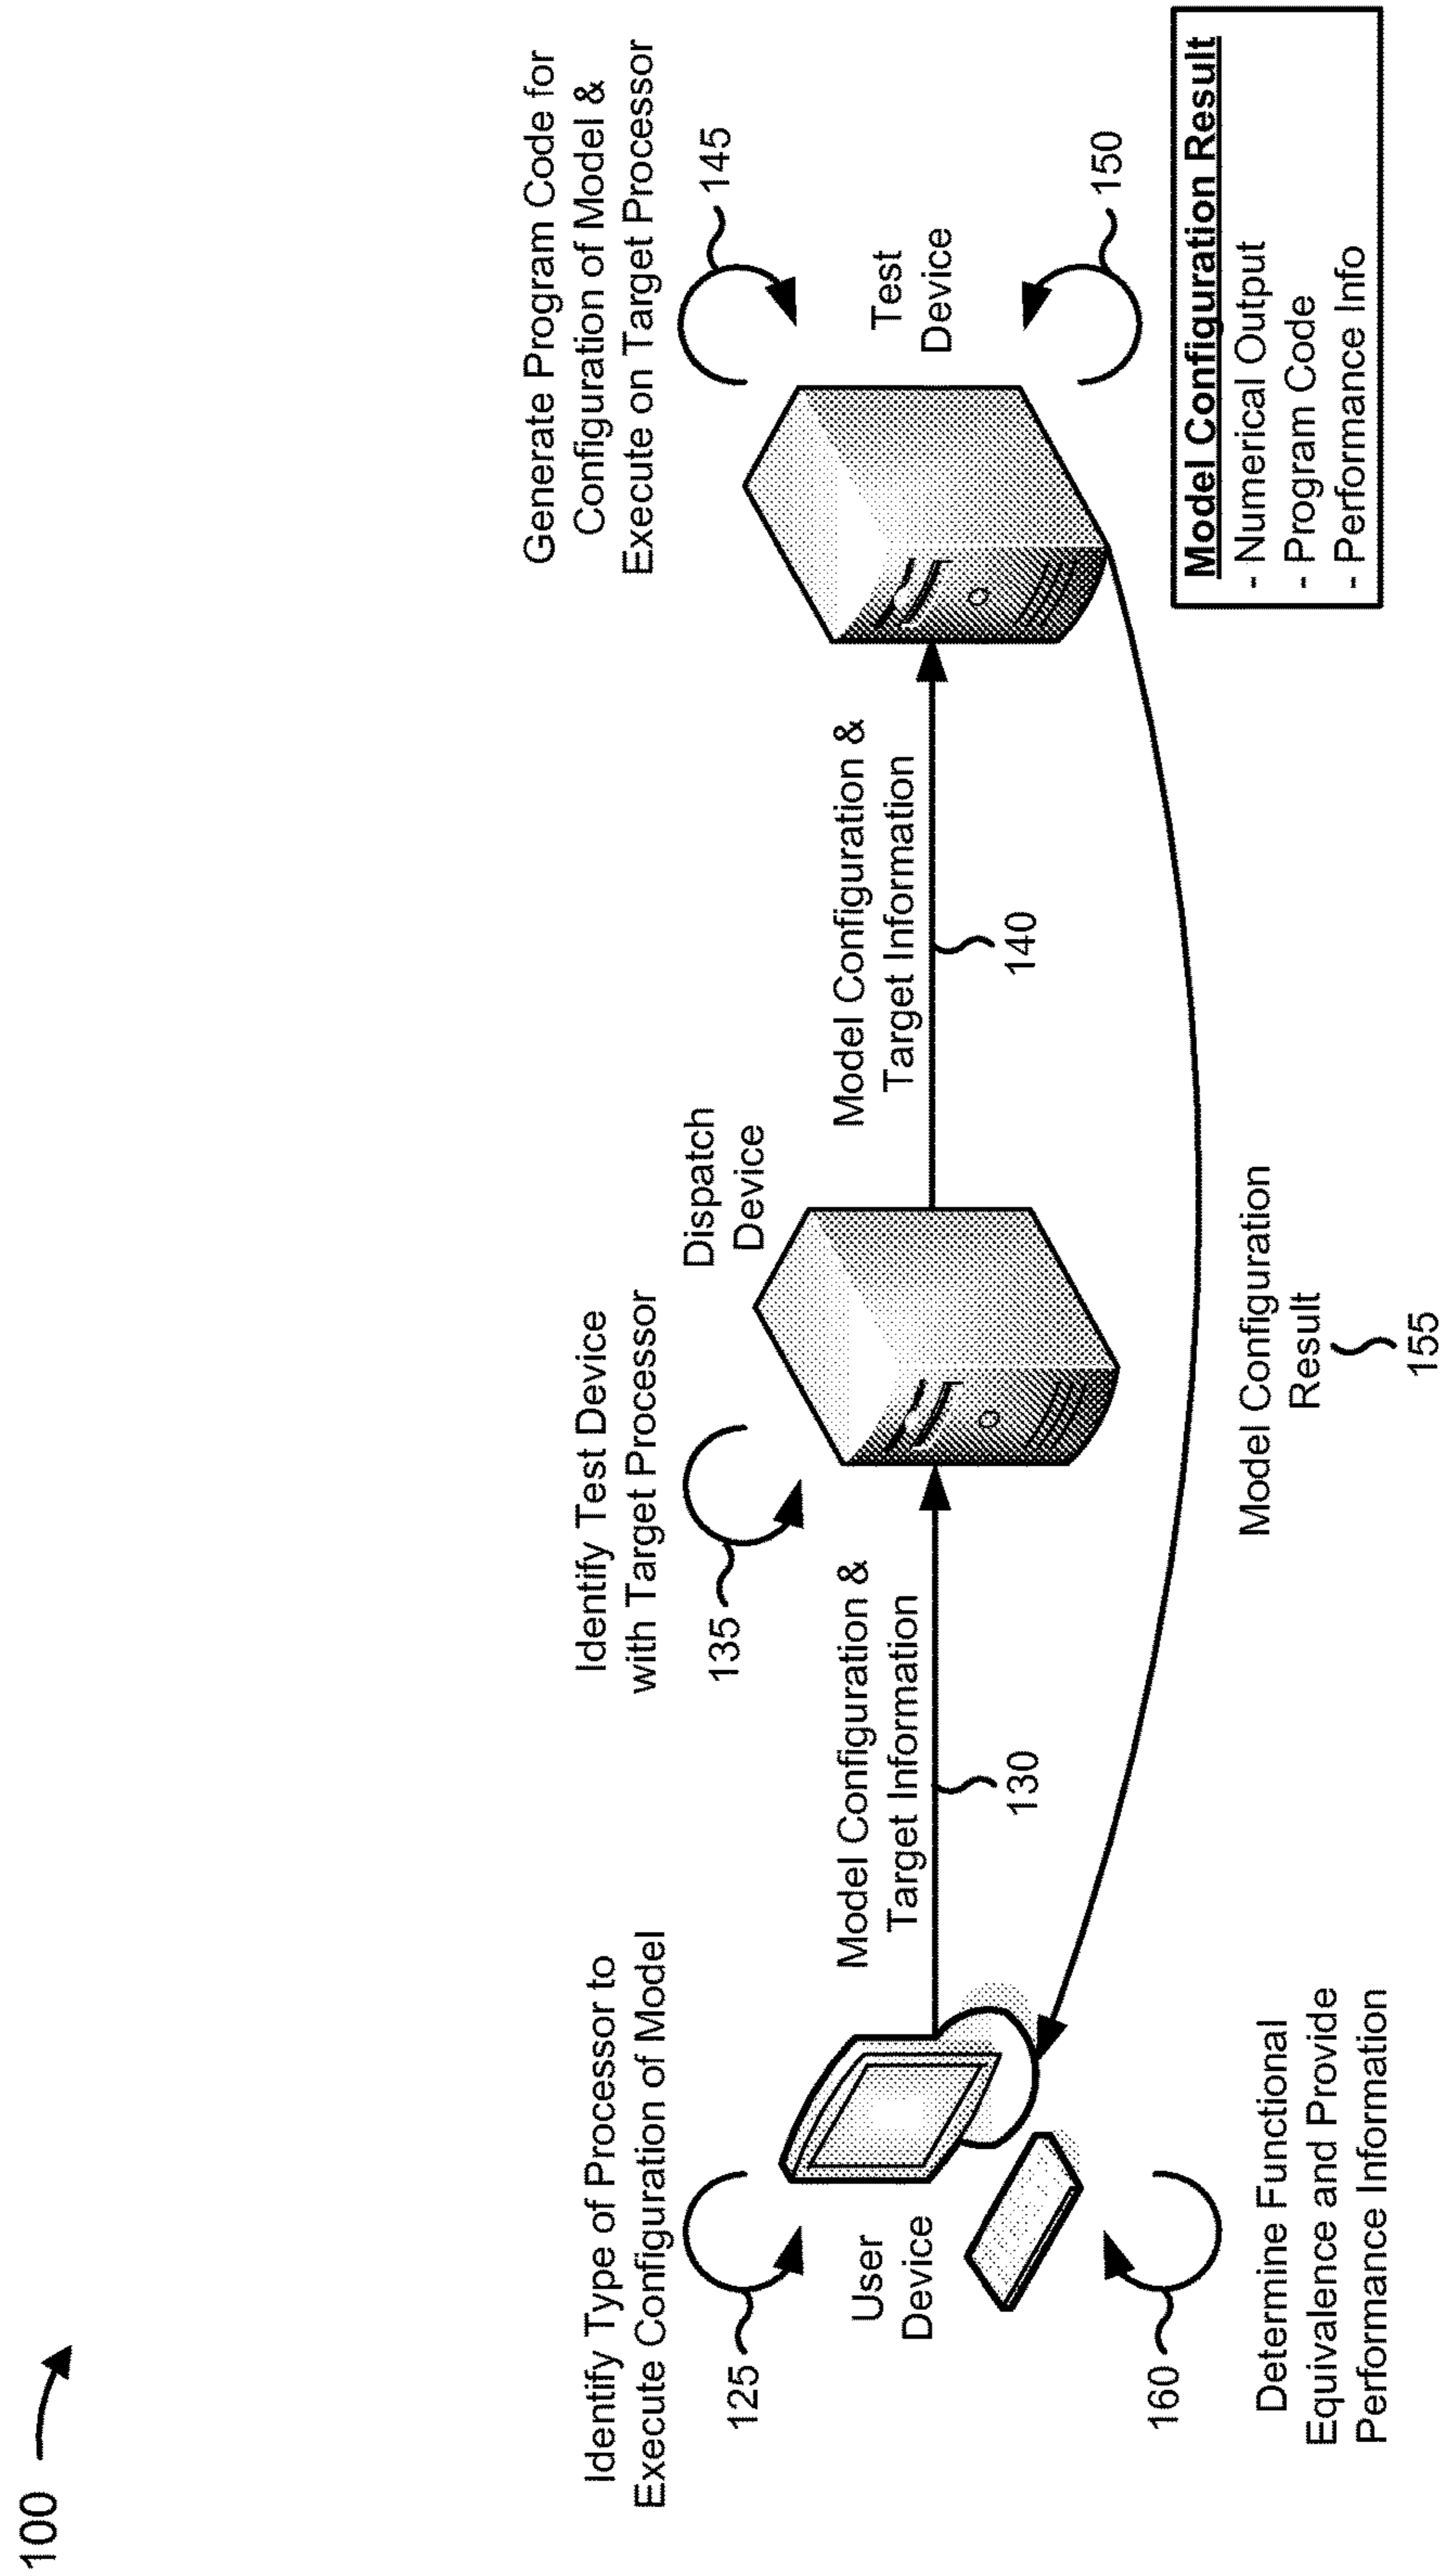 100
Identify Type of Processor to
Execute Configuration of Model
125
User
Device
160
Determine Functional
Equivalence and Provide
Performance Information
Model Configuration &
Target Information
130
Identify Test Device
with Target Processor
135
Dispatch
Device
Model Configuration &
Target Information
140
Model Configuration
Result
155
Generate Program Code for
Configuration of Model &
Execute on Target Processor
145
Test
Device
150
Model Configuration Result
- Numerical Output
- Program Code
- Performance Info